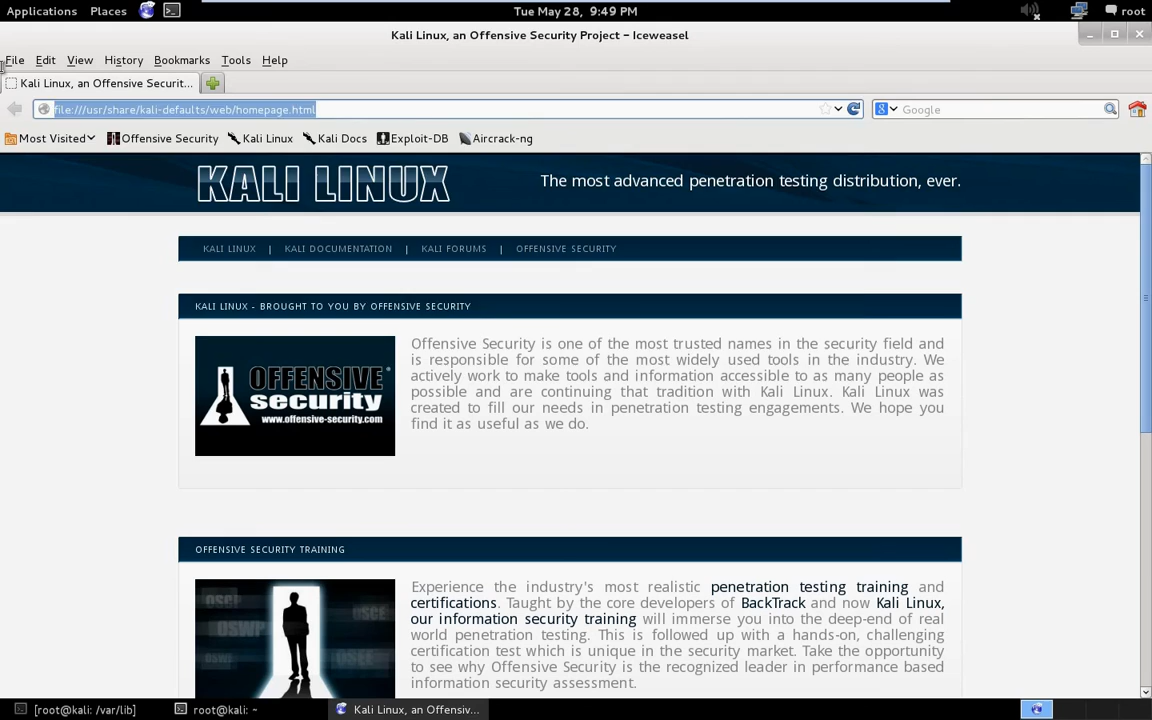 Applications Places Tue May 28, 9:49 PM root
Kali Linux, an Offensive Security Project - Iceweasel
File Edit View History Bookmarks Tools Help
Kali Linux, an Offensive Securit...
file:///usr/share/kali-defaults/web/homepage.html Google
Most Visited Offensive Security Kali Linux Kali Docs Exploit-DB Aircrack-ng
KALI LINUX The most advanced penetration testing distribution, ever.
KALI LINUX | KALI DOCUMENTATION | KALI FORUMS | OFFENSIVE SECURITY
KALI LINUX - BROUGHT TO YOU BY OFFENSIVE SECURITY
OFFENSIVE
security
www.offensive-security.com
Offensive Security is one of the most trusted names in the security field and
is responsible for some of the most widely used tools in the industry. We
actively work to make tools and information accessible to as many people as
possible and are continuing that tradition with Kali Linux. Kali Linux was
created to fill our needs in penetration testing engagements. We hope you
find it as useful as we do.
OFFENSIVE SECURITY TRAINING
OSCP
OSCE
OSWP
Experience the industry's most realistic penetration testing training and
certifications. Taught by the core developers of BackTrack and now Kali Linux,
our information security training will immerse you into the deep-end of real
world penetration testing. This is followed up with a hands-on, challenging
certification test which is unique in the security market. Take the opportunity
to see why Offensive Security is the recognized leader in performance based
information security assessment.
[root@kali: /var/lib] root@kali: ~ Kali Linux, an Offensiv...